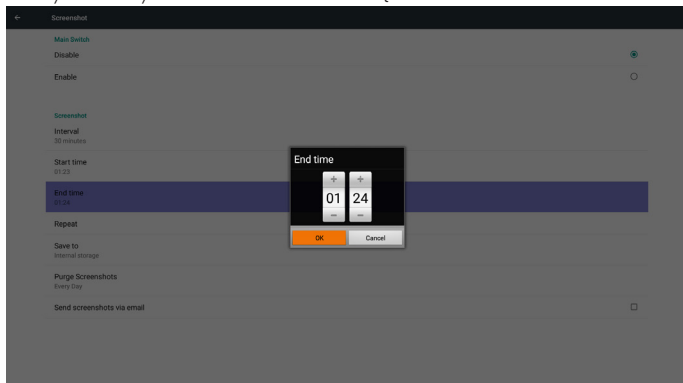 Screenshot
Main Switch
Disable
Enable
Screenshot
Interval
30 minutes
Start time
01:23
End time
01:24
Repeat
Save to
Internal storage
Purge Screenshots
Every Day
Send screenshots via email
End time
+ +
01 24
- -
OK Cancel